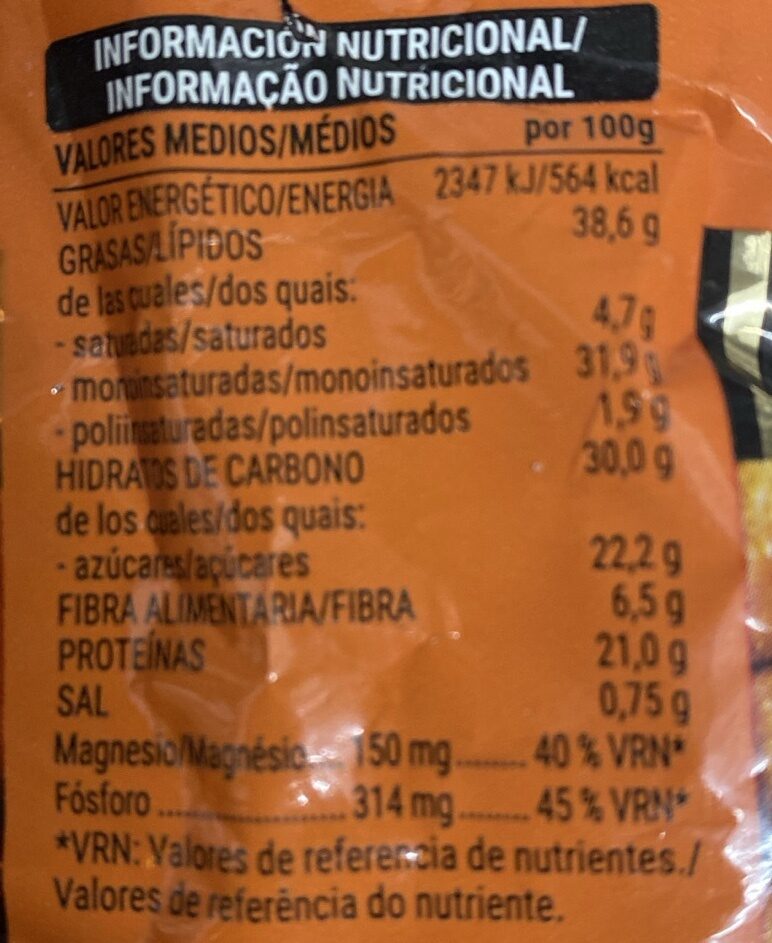 INFORMACIÓN NUTRICIONAL/
INFORMAÇÃO NUTRICIONAL
VALORES MEDIOS/MÉDIOS por 100g
VALOR ENERGÉTICO/ENERGIA 2347 kJ/564 kcal
GRASAS/LÍPIDOS 38,6 g
de las cuales/dos quais:
- saturadas/saturados 4,7 g
- monoinsaturadas/monoinsaturados 31,9 g
- poliinsaturadas/polinsaturados 1,9 g
HIDRATOS DE CARBONO 30,0 g
de los cuales/dos quais:
- azúcares/açúcares 22,2 g
FIBRA ALIMENTARIA/FIBRA 6,5 g
PROTEÍNAS 21,0 g
SAL 0,75 g
Magnesio/Magnésio.... 150 mg......... 40 % VRN*
Fósforo ........................ 314 mg......... 45 % VRN*
*VRN: Valores de referencia de nutrientes./
Valores de referência do nutriente.